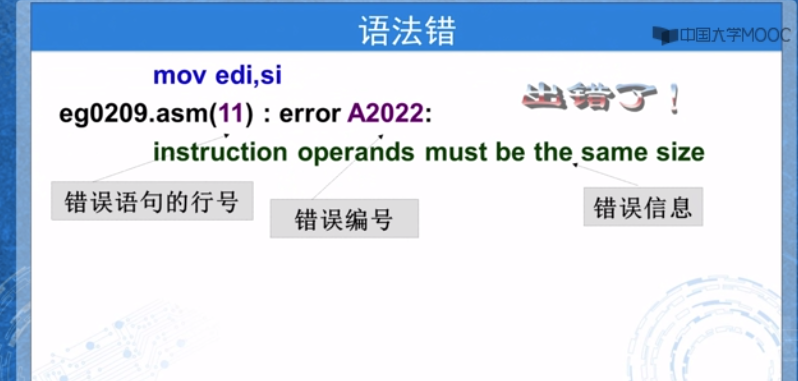 语法错
中国大学MOOC
mov edi,si
出错了！
eg0209.asm(11) : error A2022:
instruction operands must be the same size
错误语句的行号
错误编号
错误信息